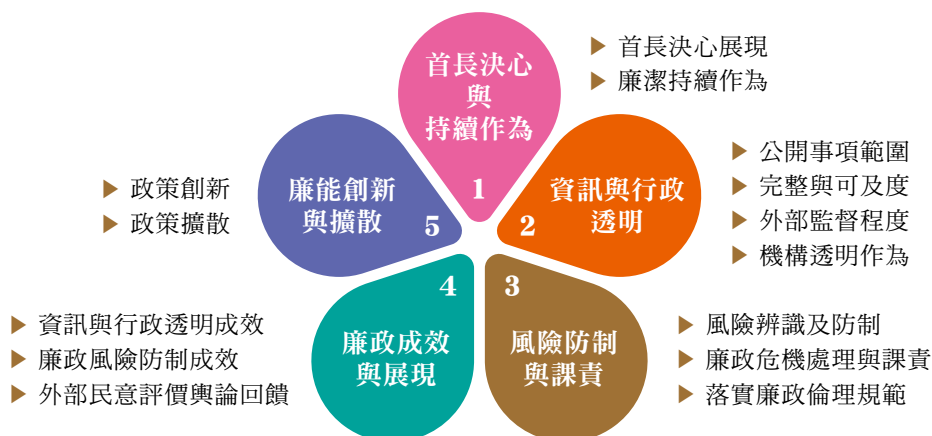 首長決心
與
持續作為
1
▶ 首長決心展現
▶ 廉潔持續作為
資訊與行政
透明
2
▶ 公開事項範圍
▶ 完整與可及度
▶ 外部監督程度
▶ 機構透明作為
3
風險防制
與課責
▶ 風險辨識及防制
▶ 廉政危機處理與課責
▶ 落實廉政倫理規範
4
廉政成效
與展現
▶ 資訊與行政透明成效
▶ 廉政風險防制成效
▶ 外部民意評價輿論回饋
廉能創新
與擴散
5
▶ 政策創新
▶ 政策擴散